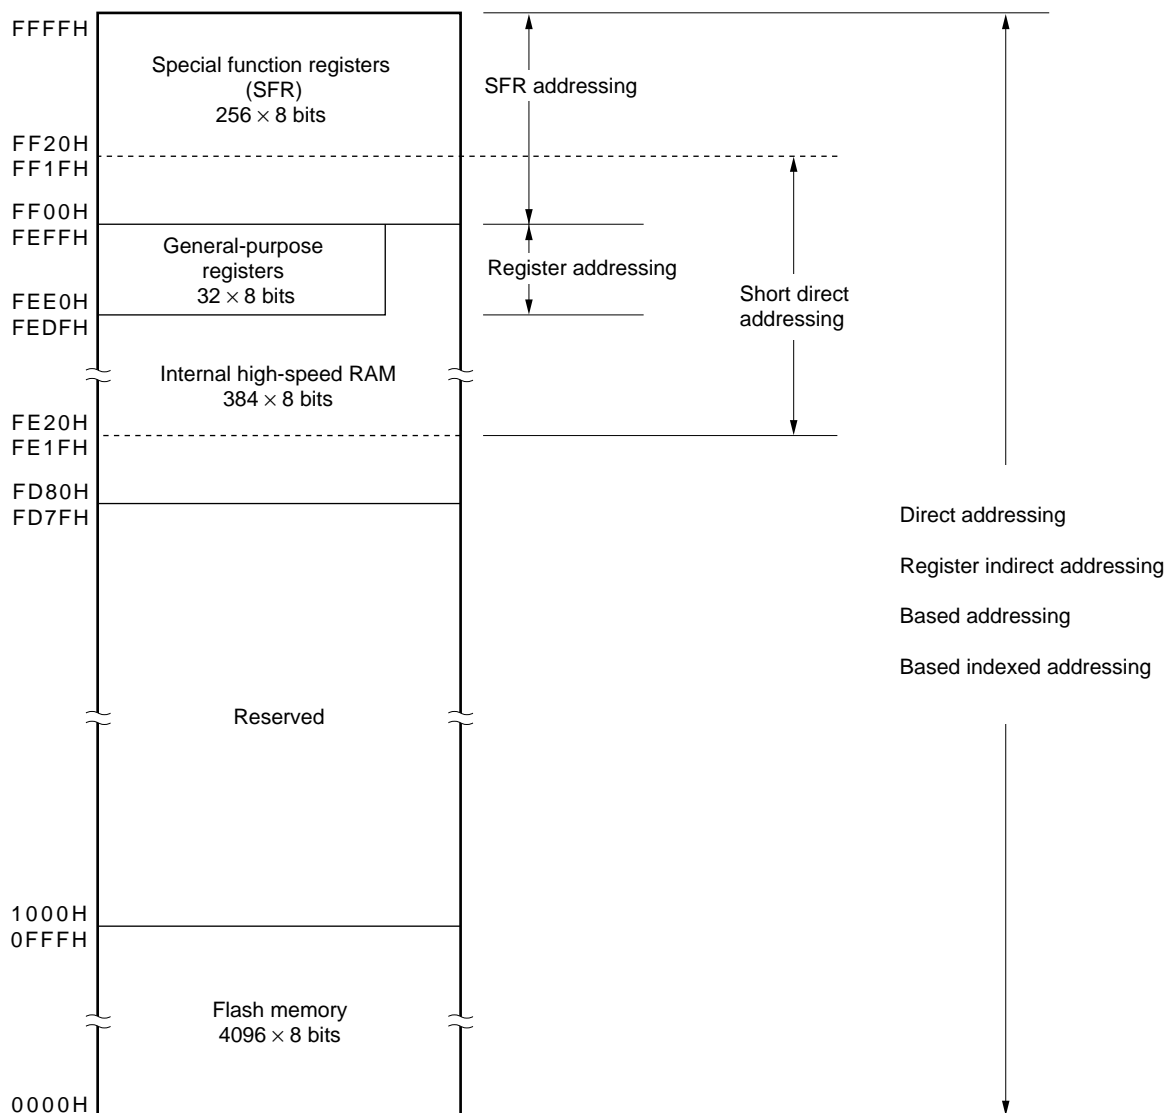 FFFFH
Special function registers
(SFR)
256 × 8 bits
SFR addressing
FF20H
FF1FH
FF00H
FEFFH
General-purpose
registers
32 × 8 bits
Register addressing
Short direct
addressing
FEE0H
FEDFH
Internal high-speed RAM
384 × 8 bits
FE20H
FE1FH
FD80H
FD7FH
Direct addressing
Register indirect addressing
Based addressing
Based indexed addressing
Reserved
1000H
0FFFH
Flash memory
4096 × 8 bits
0000H